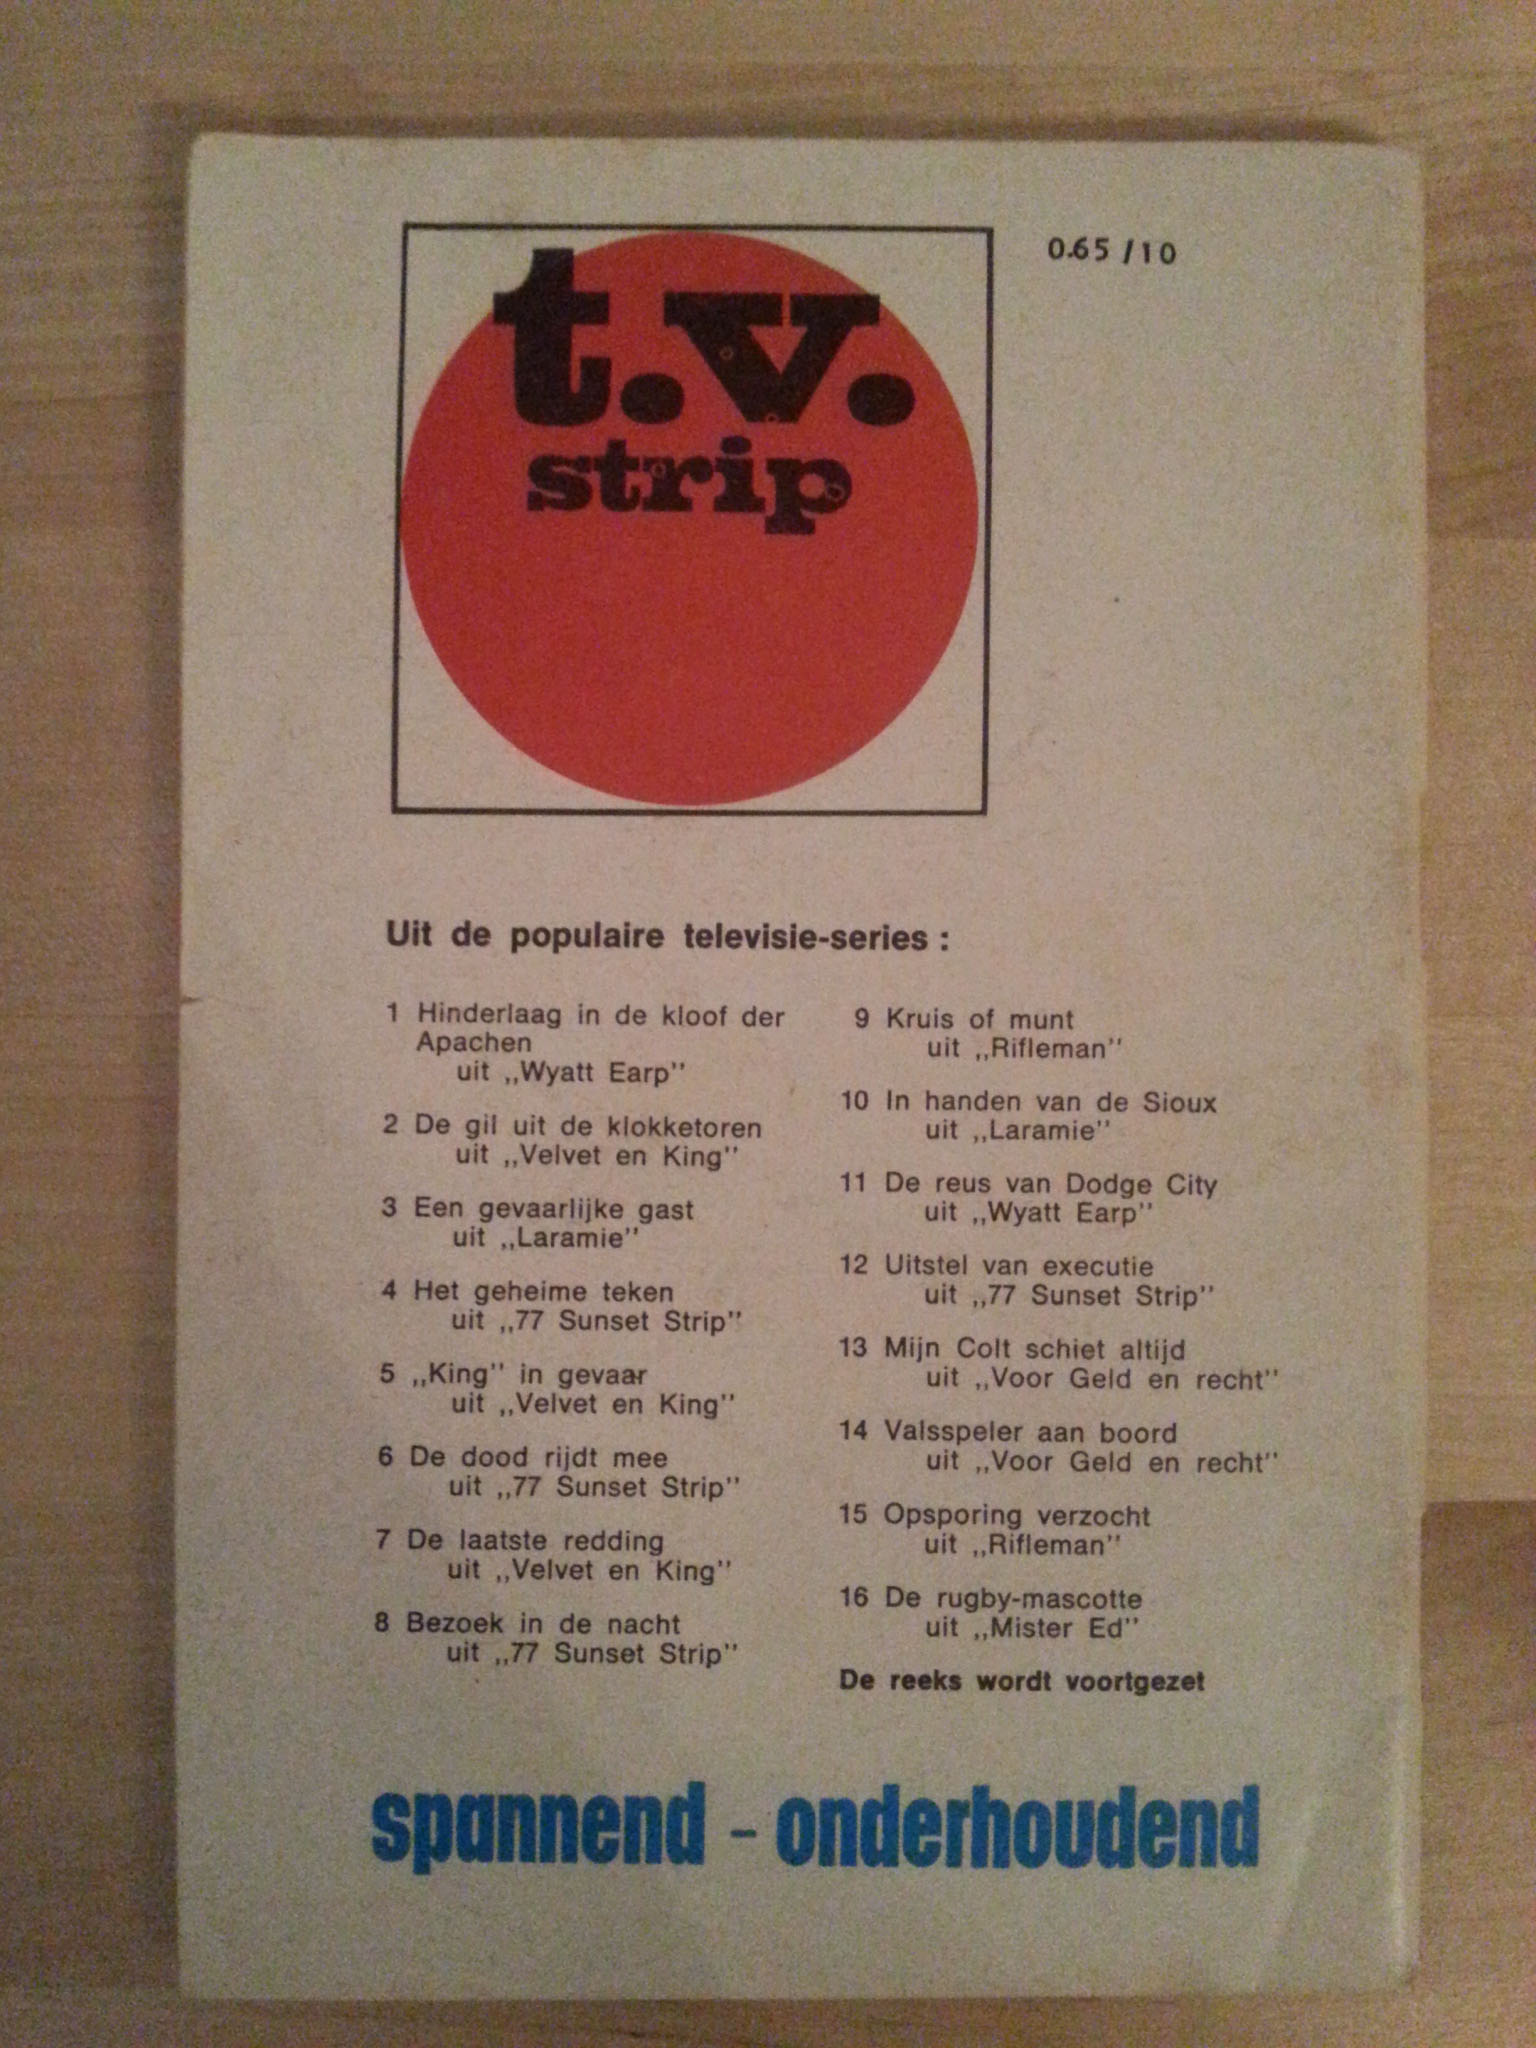 t.v.
strip
0.65 / 10
Uit de populaire televisie-series :
1 Hinderlaag in de kloof der
Apachen
uit ,,Wyatt Earp''
2 De gil uit de klokketoren
uit ,,Velvet en King''
3 Een gevaarlijke gast
uit ,,Laramie''
4 Het geheime teken
uit ,,77 Sunset Strip''
5 ,,King'' in gevaar
uit ,,Velvet en King''
6 De dood rijdt mee
uit ,,77 Sunset Strip''
7 De laatste redding
uit ,,Velvet en King''
8 Bezoek in de nacht
uit ,,77 Sunset Strip''
9 Kruis of munt
uit ,,Rifleman''
10 In handen van de Sioux
uit ,,Laramie''
11 De reus van Dodge City
uit ,,Wyatt Earp''
12 Uitstel van executie
uit ,,77 Sunset Strip''
13 Mijn Colt schiet altijd
uit ,,Voor Geld en recht''
14 Valsspeler aan boord
uit ,,Voor Geld en recht''
15 Opsporing verzocht
uit ,,Rifleman''
16 De rugby-mascotte
uit ,,Mister Ed''
De reeks wordt voortgezet
spannend - onderhoudend